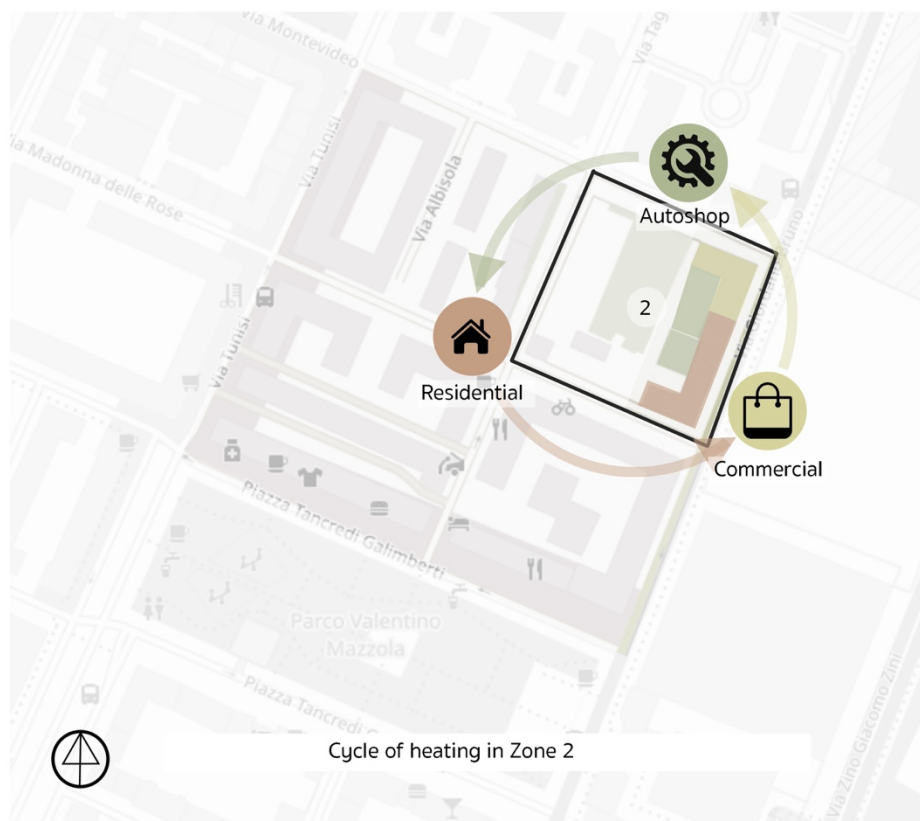 Via Montevideo
Via Tag
Via Tunisi
Via Madonna delle Rose
Via Albisola
Autoshop
2
Residential
Via Tunisi
Commercial
Piazza Tancredi Galimberti
Parco Valentino
Mazzola
Piazza Tancredi G
Via Zino Giacomo Zini
Cycle of heating in Zone 2